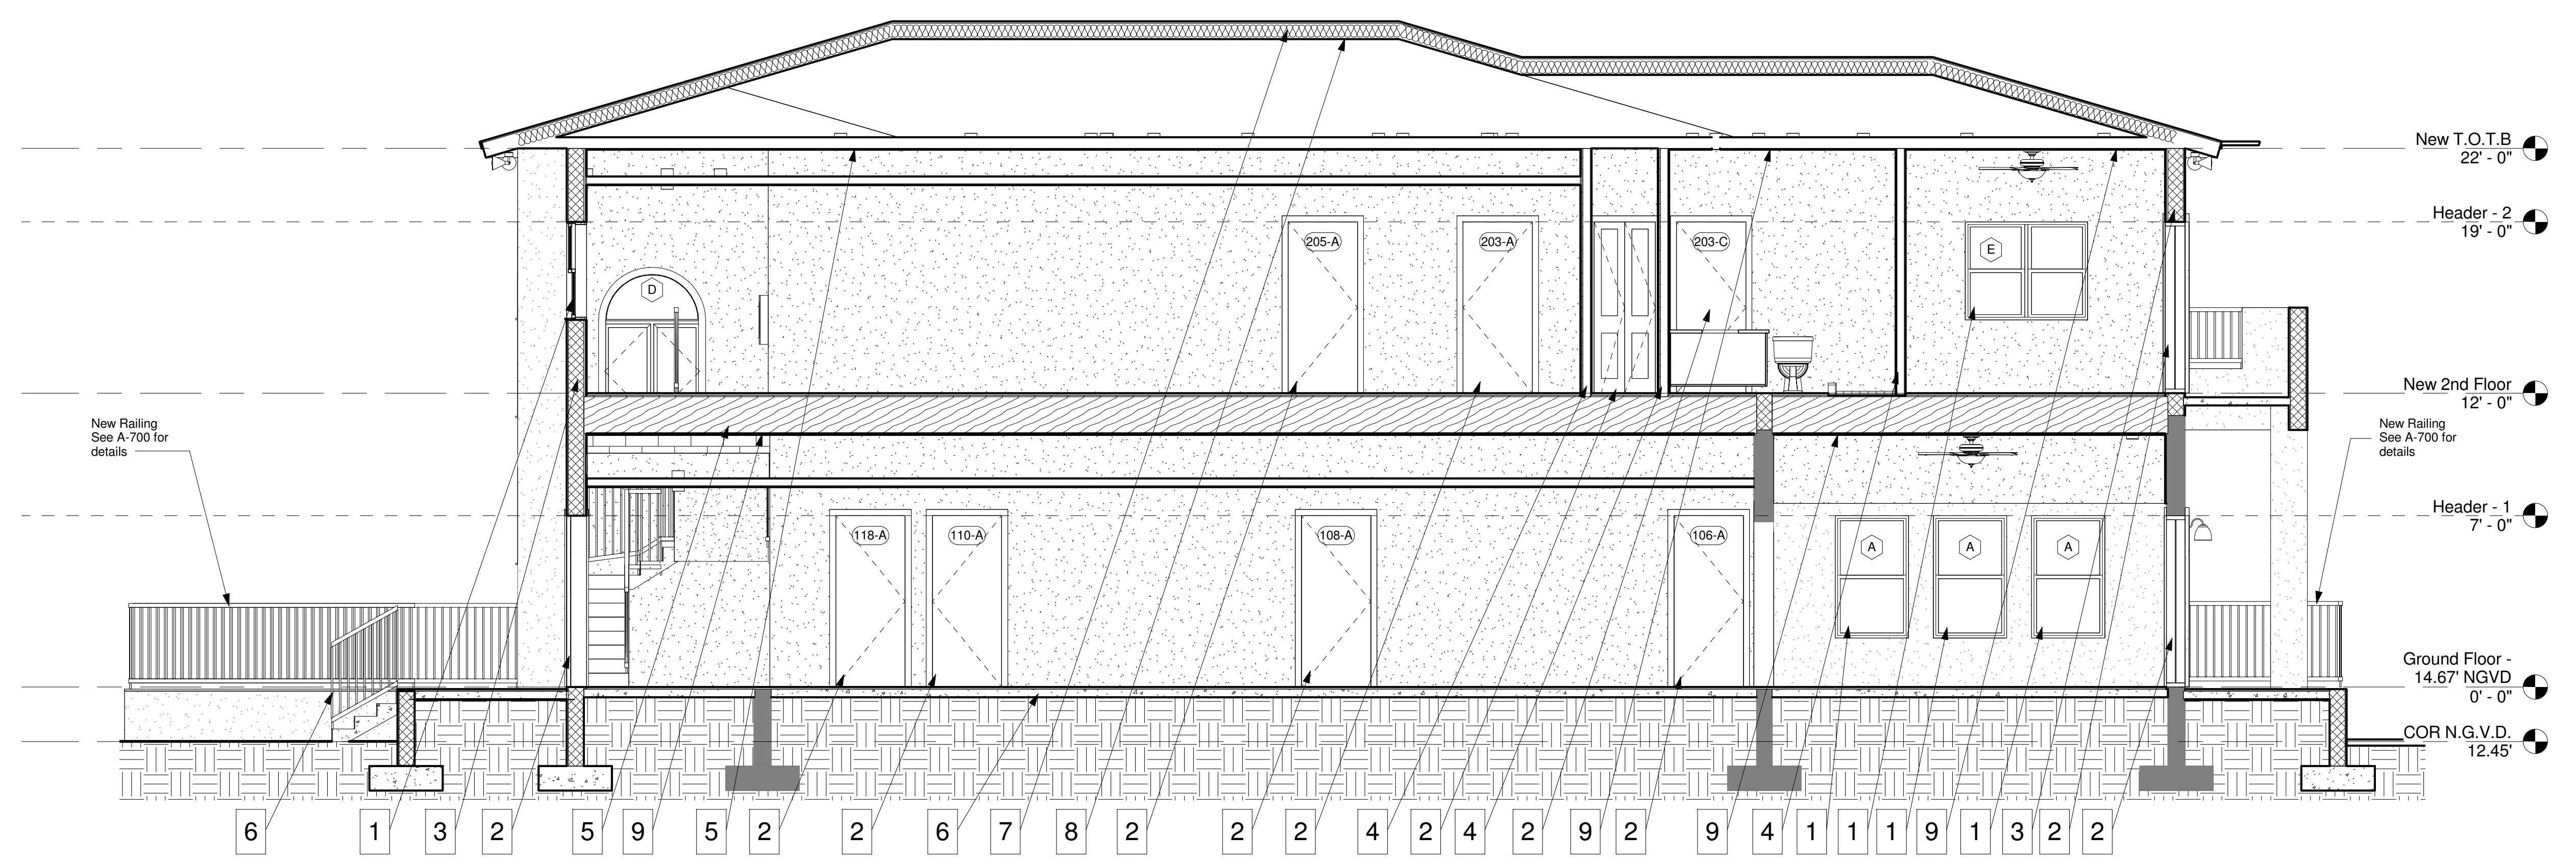 New T.O.T.B
22' - 0"
Header - 2
19' - 0"
205-A
203-A
203-C
E
D
New 2nd Floor
12' - 0"
New Railing
See A-700 for
details
New Railing
See A-700 for
details
Header - 1
7' - 0"
118-A
110-A
108-A
106-A
A
A
A
Ground Floor -
14.67' NGVD
0' - 0"
COR N.G.V.D.
12.45'
6 1 3 2 5 9 5 2 2 6 7 8 2 2 2 4 2 4 2 9 2 9 4 1 1 1 9 1 3 2 2